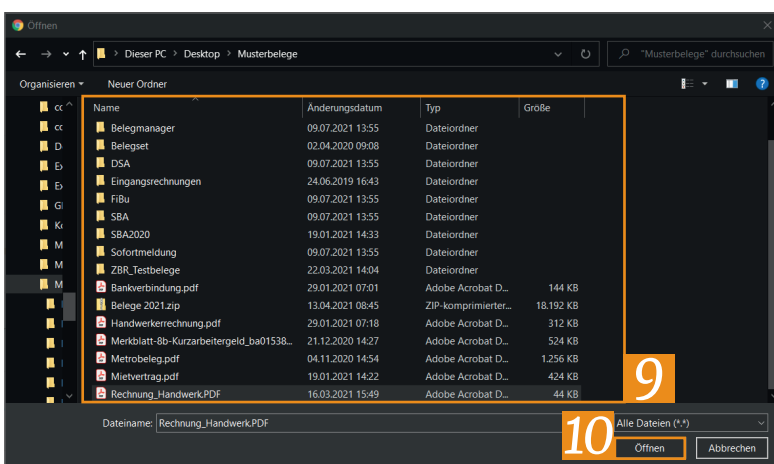 Öffnen
Dieser PC > Desktop > Musterbelege
"Musterbelege" durchsuchen
Organisieren Neuer Ordner
Name Änderungsdatum Typ Größe
Belegmanager 09.07.2021 13:55 Dateiordner
Belegset 02.04.2020 09:08 Dateiordner
DSA 09.07.2021 13:55 Dateiordner
Eingangsrechnungen 24.06.2019 16:43 Dateiordner
FiBu 09.07.2021 13:55 Dateiordner
SBA 09.07.2021 13:55 Dateiordner
SBA2020 19.01.2021 14:33 Dateiordner
Sofortmeldung 09.07.2021 13:55 Dateiordner
ZBR_Testbelege 22.03.2021 14:04 Dateiordner
Bankverbindung.pdf 29.01.2021 07:01 Adobe Acrobat D... 144 KB
Belege 2021.zip 13.04.2021 08:45 ZIP-komprimierter... 18.192 KB
Handwerkerrechnung.pdf 29.01.2021 07:18 Adobe Acrobat D... 312 KB
Merkblatt-8b-Kurzarbeitergeld_ba01538... 21.12.2020 14:27 Adobe Acrobat D... 524 KB
Metrobeleg.pdf 04.11.2020 14:54 Adobe Acrobat D... 1.256 KB
Mietvertrag.pdf 19.01.2021 14:22 Adobe Acrobat D... 424 KB
Rechnung_Handwerk.PDF 16.03.2021 15:49 Adobe Acrobat D... 44 KB
9
Dateiname: Rechnung_Handwerk.PDF Alle Dateien (*.*)
10
Öffnen Abbrechen